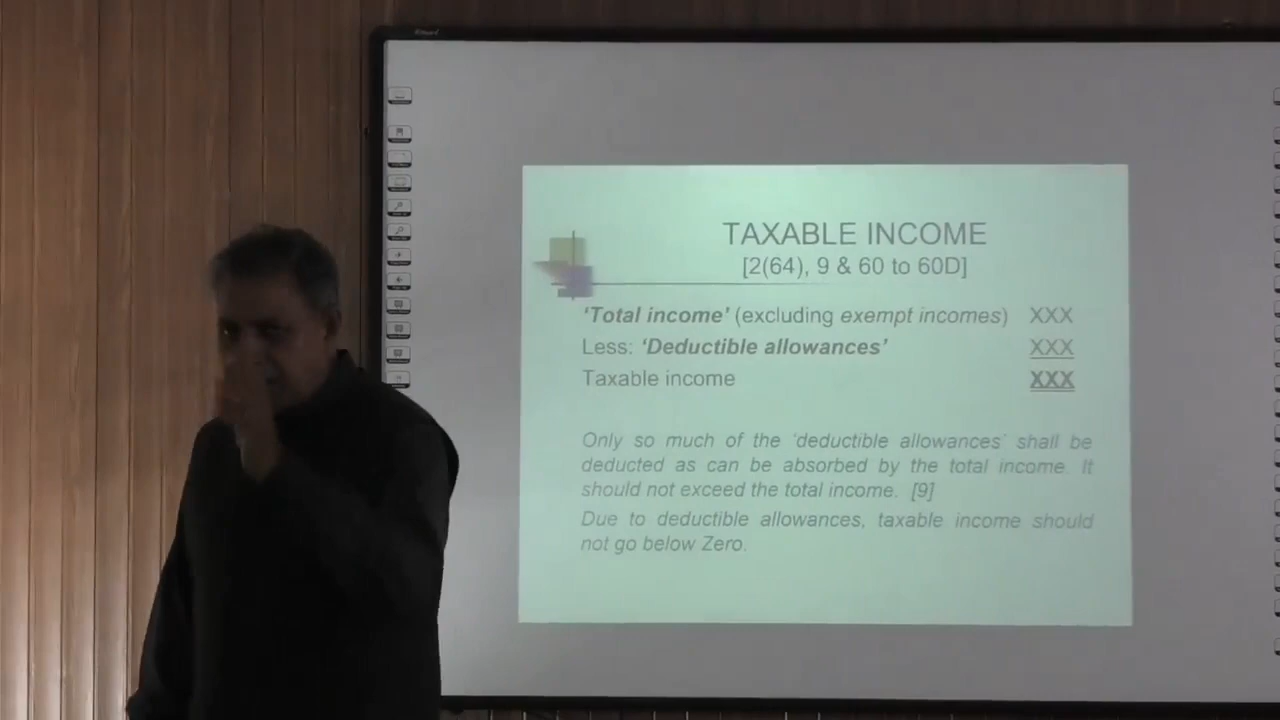 TAXABLE INCOME
[2(64), 9 & 60 to 60D]
‘Total income’ (excluding exempt incomes) XXX
Less: ‘Deductible allowances’ XXX
Taxable income XXX
Only so much of the ‘deductible allowances’ shall be
deducted as can be absorbed by the total income. It
should not exceed the total income. [9]
Due to deductible allowances, taxable income should
not go below Zero.